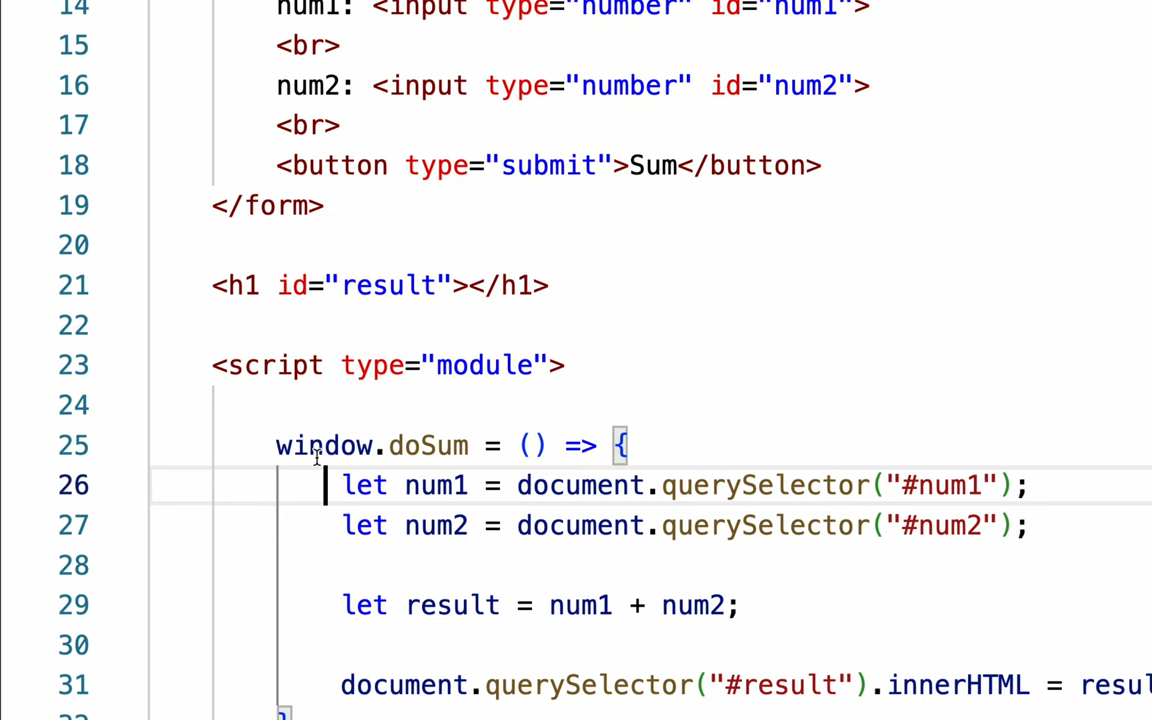 14 num1: <input type="number" id="num1">
15 <br>
16 num2: <input type="number" id="num2">
17 <br>
18 <button type="submit">Sum</button>
19 </form>
20
21 <h1 id="result"></h1>
22
23 <script type="module">
24
25 window.doSum = () => {
26 let num1 = document.querySelector("#num1");
27 let num2 = document.querySelector("#num2");
28
29 let result = num1 + num2;
30
31 document.querySelector("#result").innerHTML = resul
}